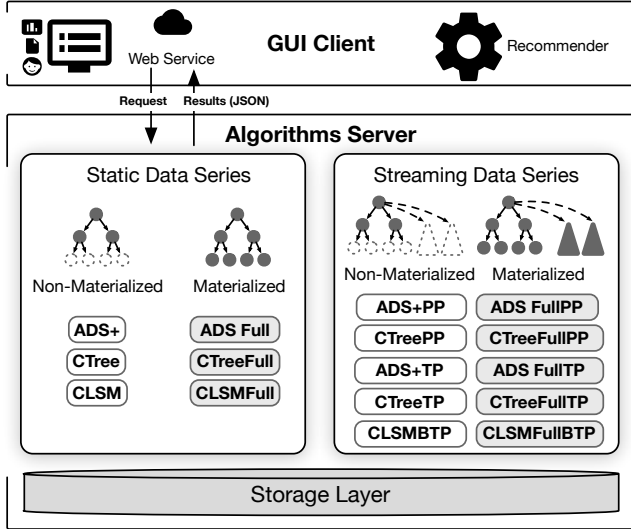 GUI Client
Web Service
Recommender
Request
Results (JSON)
Algorithms Server
Static Data Series
Non-Materialized
Materialized
ADS+
ADS Full
CTree
CTreeFull
CLSM
CLSMFull
Streaming Data Series
Non-Materialized
Materialized
ADS+PP
ADS FullPP
CTreePP
CTreeFullPP
ADS+TP
ADS FullTP
CTreeTP
CTreeFullTP
CLSMBTP
CLSMFullBTP
Storage Layer